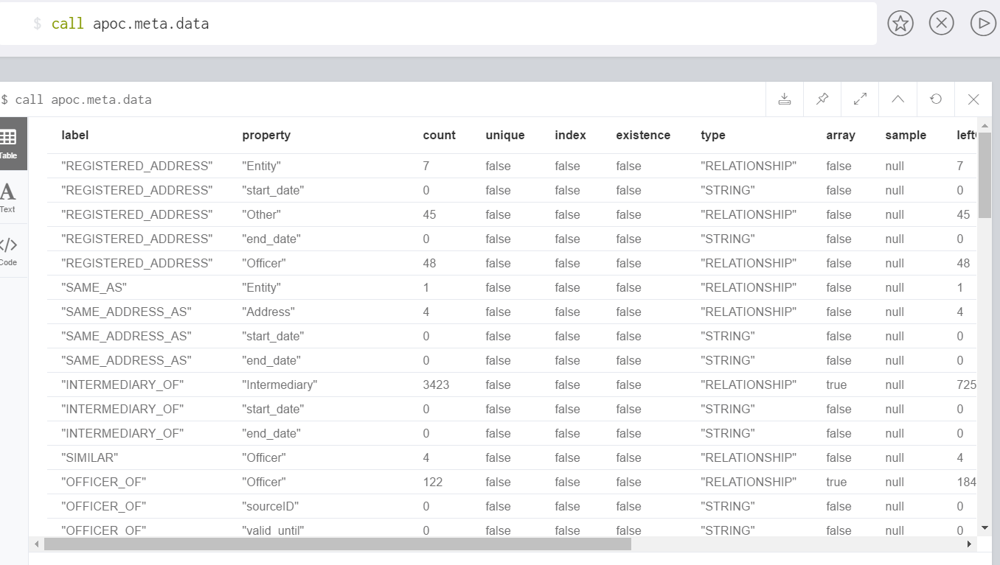 $ call apoc.meta.data
$ call apoc.meta.data
label property count unique index existence type array sample left
"REGISTERED_ADDRESS" "Entity" 7 false false false "RELATIONSHIP" false null 7
"REGISTERED_ADDRESS" "start_date" 0 false false false "STRING" false null 0
"REGISTERED_ADDRESS" "Other" 45 false false false "RELATIONSHIP" false null 45
"REGISTERED_ADDRESS" "end_date" 0 false false false "STRING" false null 0
"REGISTERED_ADDRESS" "Officer" 48 false false false "RELATIONSHIP" false null 48
"SAME_AS" "Entity" 1 false false false "RELATIONSHIP" false null 1
"SAME_ADDRESS_AS" "Address" 4 false false false "RELATIONSHIP" false null 4
"SAME_ADDRESS_AS" "start_date" 0 false false false "STRING" false null 0
"SAME_ADDRESS_AS" "end_date" 0 false false false "STRING" false null 0
"INTERMEDIARY_OF" "Intermediary" 3423 false false false "RELATIONSHIP" true null 725
"INTERMEDIARY_OF" "start_date" 0 false false false "STRING" false null 0
"INTERMEDIARY_OF" "end_date" 0 false false false "STRING" false null 0
"SIMILAR" "Officer" 4 false false false "RELATIONSHIP" false null 4
"OFFICER_OF" "Officer" 122 false false false "RELATIONSHIP" true null 184
"OFFICER_OF" "sourceID" 0 false false false "STRING" false null 0
"OFFICER_OF" "valid_until" 0 false false false "STRING" false null 0
Table
A
Text
</>
Code